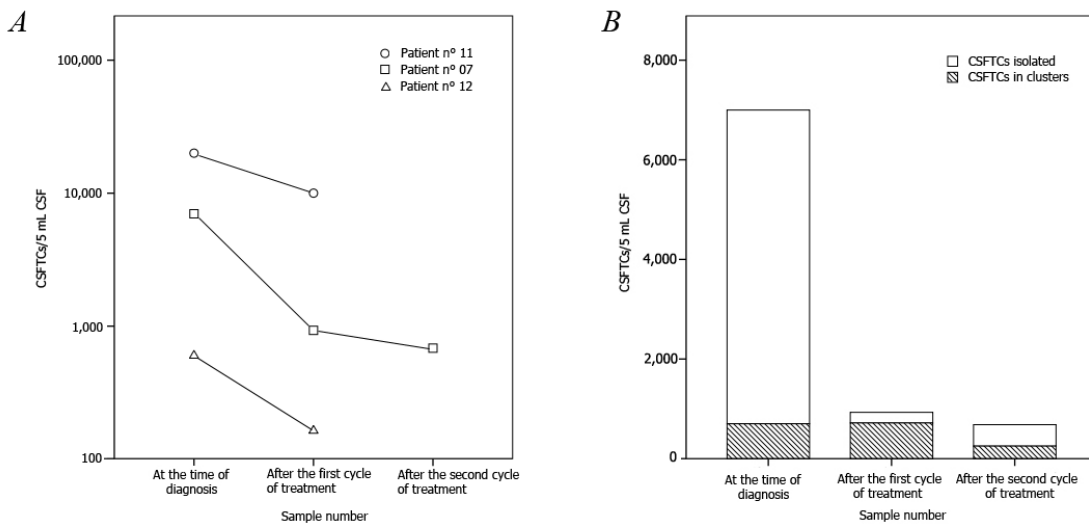 A
100,000
10,000
1,000
100
CSFTCs/5 mL CSF
Patient nº 11
Patient nº 07
Patient nº 12
At the time of
diagnosis
After the first cycle
of treatment
After the second cycle
of treatment
Sample number
B
8,000
6,000
4,000
2,000
0
CSFTCs/5 mL CSF
CSFTCs isolated
CSFTCs in clusters
At the time of
diagnosis
After the first cycle
of treatment
After the second cycle
of treatment
Sample number